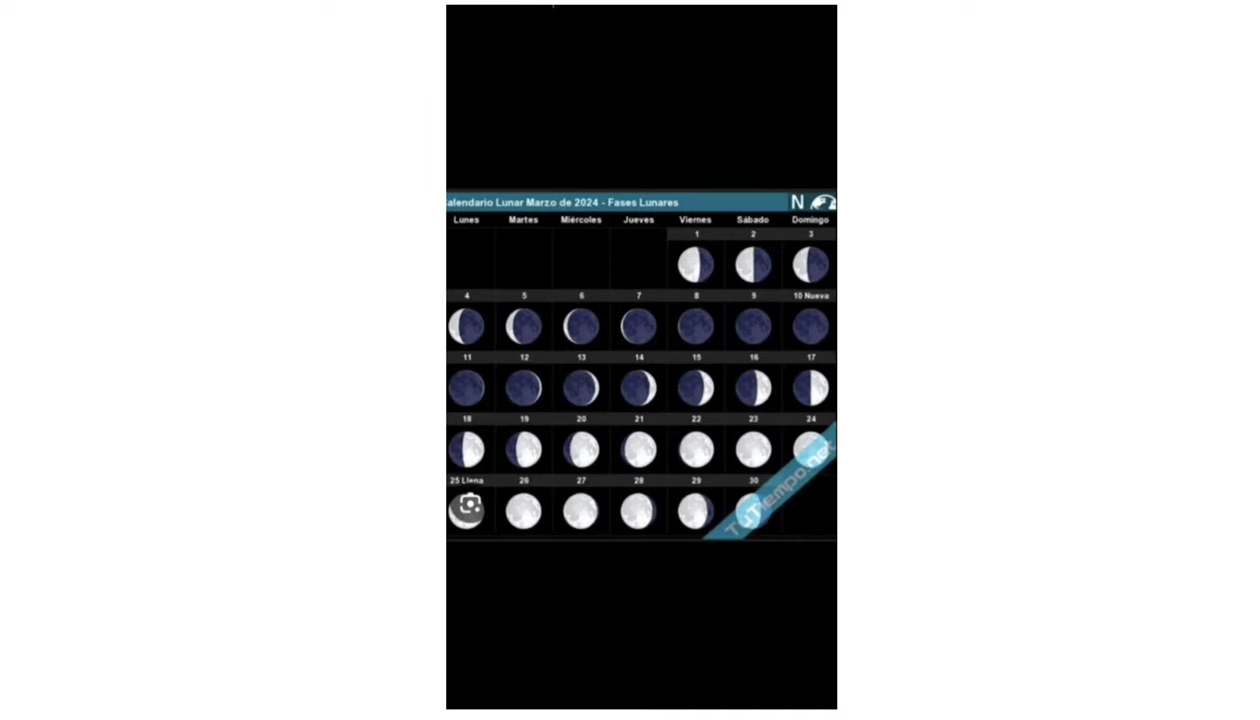 alendario Lunar Marzo de 2024 - Fases Lunares N
Lunes Martes Miércoles Jueves Viernes Sábado Domingo
1 2 3
4 5 6 7 8 9 10 Nueva
11 12 13 14 15 16 17
18 19 20 21 22 23 24
25 Llena 26 27 28 29 30
TuTiempo.net